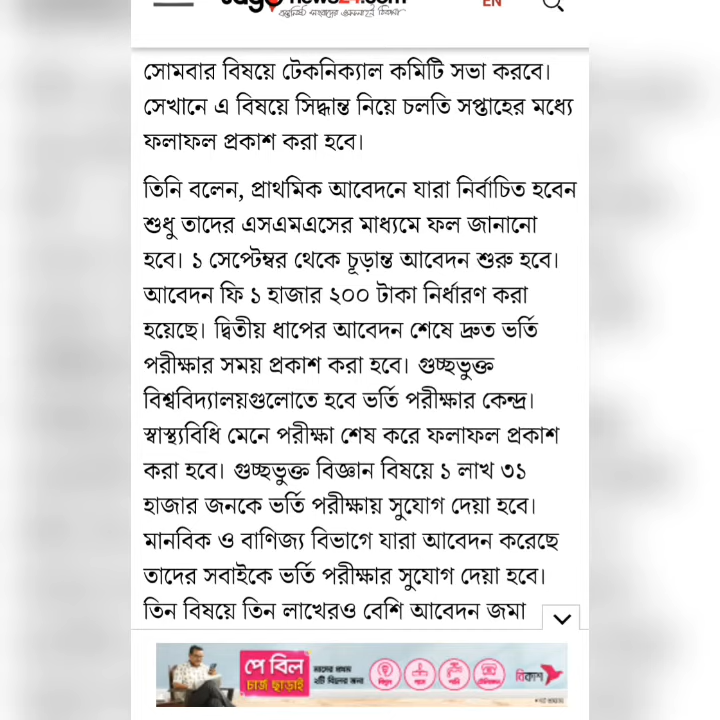 EN
সোমবার বিষয়ে টেকনিক্যাল কমিটি সভা করবে।
সেখানে এ বিষয়ে সিদ্ধান্ত নিয়ে চলতি সপ্তাহের মধ্যে
ফলাফল প্রকাশ করা হবে।
তিনি বলেন, প্রাথমিক আবেদনে যারা নির্বাচিত হবেন
শুধু তাদের এসএমএসের মাধ্যমে ফল জানানো
হবে। ১ সেপ্টেম্বর থেকে চূড়ান্ত আবেদন শুরু হবে।
আবেদন ফি ১ হাজার ২০০ টাকা নির্ধারণ করা
হয়েছে। দ্বিতীয় ধাপের আবেদন শেষে দ্রুত ভর্তি
পরীক্ষার সময় প্রকাশ করা হবে। গুচ্ছভুক্ত
বিশ্ববিদ্যালয়গুলোতে হবে ভর্তি পরীক্ষার কেন্দ্র।
স্বাস্থ্যবিধি মেনে পরীক্ষা শেষ করে ফলাফল প্রকাশ
করা হবে। গুচ্ছভুক্ত বিজ্ঞান বিষয়ে ১ লাখ ৩১
হাজার জনকে ভর্তি পরীক্ষায় সুযোগ দেয়া হবে।
মানবিক ও বাণিজ্য বিভাগে যারা আবেদন করেছে
তাদের সবাইকে ভর্তি পরীক্ষার সুযোগ দেয়া হবে।
তিন বিষয়ে তিন লাখেরও বেশি আবেদন জমা
পে বিল
চার্জ ছাড়াই
বিকাশ